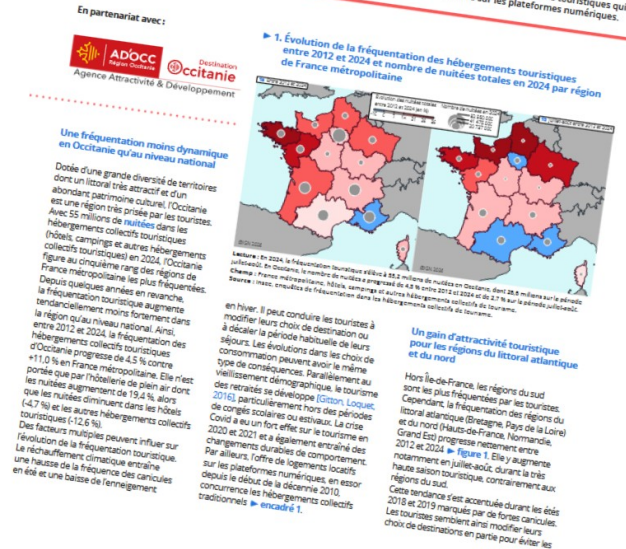 touristiques qui
sur les plateformes numériques.
En partenariat avec :
ADOCC
Région Occitanie
Destination
Occitanie
Agence Attractivité & Développement
► 1. Évolution de la fréquentation des hébergements touristiques
entre 2012 et 2024 et nombre de nuitées totales en 2024 par région
de France métropolitaine
Évolution des nuitées totales
entre 2012 et 2024 (en %)
Nombre de nuitées en 2024
Lecture : En 2024, la fréquentation touristique s'élève à 55,2 millions de nuitées en Occitanie, dont
millions sur la période
juillet-août. En Occitanie, le nombre de nuitées a progressé de 4,5 % entre 2012 et 2024 et de 2,7 % sur la période juillet-août.
Champ : France métropolitaine, hôtels, campings et autres hébergements collectifs de tourisme.
Source : Insee, enquêtes de fréquentation dans les hébergements collectifs de tourisme.
Une fréquentation moins dynamique
en Occitanie qu'au niveau national
Dotée d'une grande diversité de territoires
dont un littoral très attractif et d'un
abondant patrimoine culturel, l'Occitanie
est une région très prisée par les touristes.
Avec 55 millions de nuitées dans les
hébergements collectifs touristiques
(hôtels, campings et autres hébergements
collectifs touristiques) en 2024, l'Occitanie
figure au cinquième rang des régions de
France métropolitaine les plus fréquentées.
Depuis quelques années en revanche,
la fréquentation touristique augmente
tendanciellement moins fortement dans
la région qu'au niveau national. Ainsi,
entre 2012 et 2024, la fréquentation des
hébergements collectifs touristiques
d'Occitanie progresse de 4,5 % contre
+11,0 % en France métropolitaine. Elle n'est
portée que par l'hôtellerie de plein air dont
les nuitées augmentent de 19,4 %, alors
que les nuitées diminuent dans les hôtels
(-4,7 %) et les autres hébergements collectifs
touristiques (-12,6 %).
Des facteurs multiples peuvent influer sur
l'évolution de la fréquentation touristique.
Le réchauffement climatique entraîne
une hausse de la fréquence des canicules
en été et une baisse de l'enneigement
en hiver. Il peut conduire les touristes à
modifier leurs choix de destination ou
à décaler la période habituelle de leurs
séjours. Les évolutions dans les choix de
consommation peuvent avoir le même
type de conséquences. Parallèlement au
vieillissement démographique, le tourisme
des retraités se développe [Gitton, Loquet,
2016], particulièrement hors des périodes
de congés scolaires ou estivaux. La crise
Covid a eu un fort effet sur le tourisme en
2020 et 2021 et a également entraîné des
changements durables de comportement.
Par ailleurs, l'offre de logements locatifs
sur les plateformes numériques, en essor
depuis le début de la décennie 2010,
concurrence les hébergements collectifs
traditionnels ► encadré 1.
Un gain d'attractivité touristique
pour les régions du littoral atlantique
et du nord
Hors Île-de-France, les régions du sud
sont les plus fréquentées par les touristes.
Cependant, la fréquentation des régions du
littoral atlantique (Bretagne, Pays de la Loire)
et du nord (Hauts-de-France, Normandie,
Grand Est) progresse nettement entre
2012 et 2024 ► figure 1. Elle y augmente
notamment en juillet-août, durant la très
haute saison touristique, contrairement aux
régions du sud.
Cette tendance s'est accentuée durant les étés
2018 et 2019 marqués par de fortes canicules.
Les touristes semblent ainsi modifier leurs
choix de destinations en partie pour éviter les